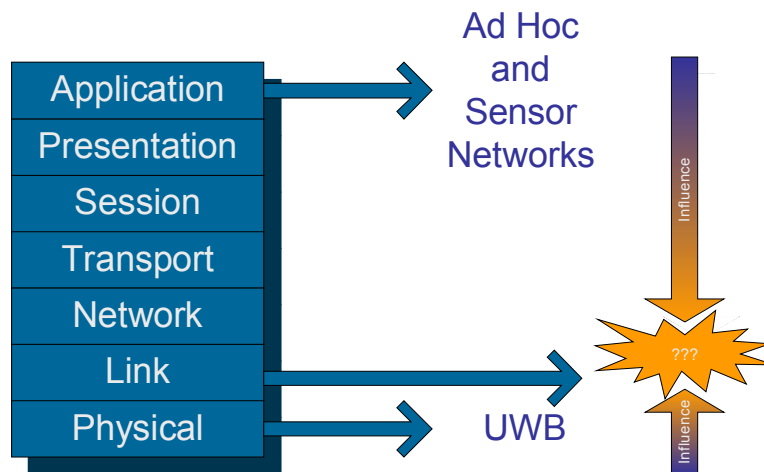 Application
Presentation
Session
Transport
Network
Link
Physical
Ad Hoc
and
Sensor
Networks
UWB
Influence
???
Influence